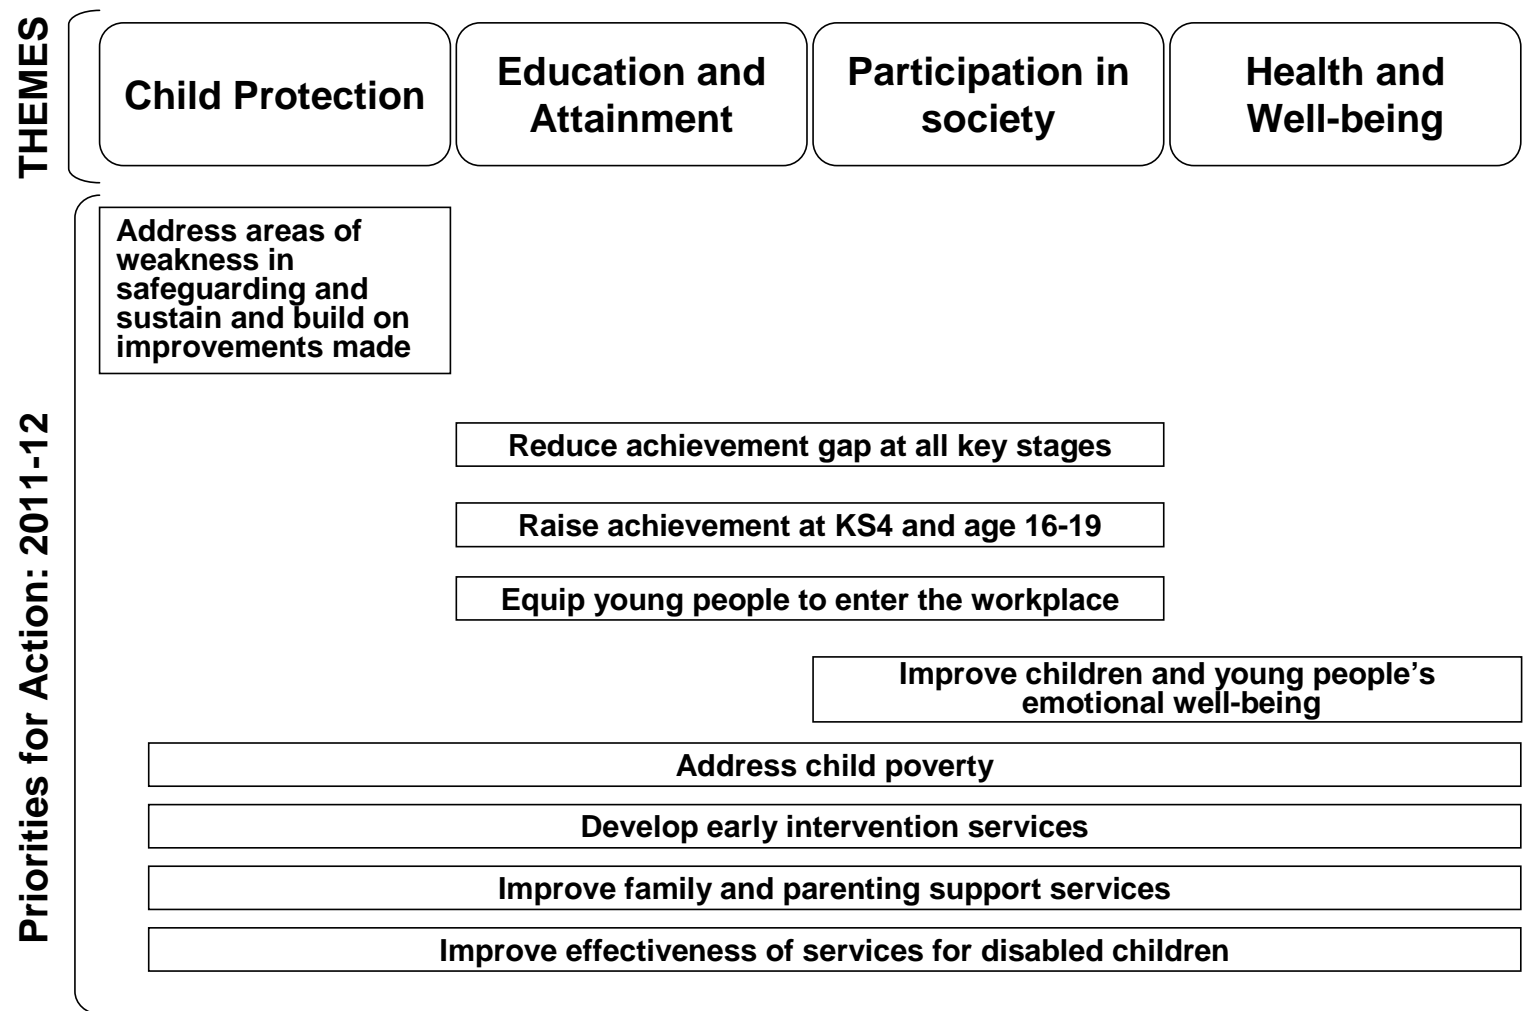 THEMES
Child Protection
Education and
Attainment
Participation in
society
Health and
Well-being
Priorities for Action: 2011-12
Address areas of
weakness in
safeguarding and
sustain and build on
improvements made
Reduce achievement gap at all key stages
Raise achievement at KS4 and age 16-19
Equip young people to enter the workplace
Improve children and young people’s
emotional well-being
Address child poverty
Develop early intervention services
Improve family and parenting support services
Improve effectiveness of services for disabled children